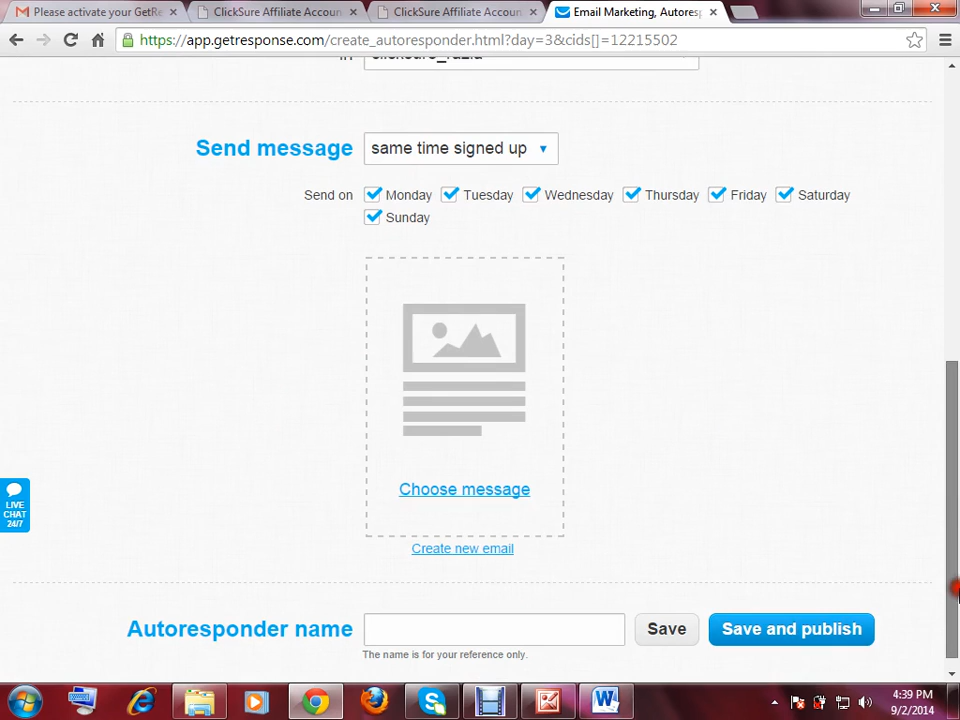 Please activate your GetRe
ClickSure Affiliate Accoun
ClickSure Affiliate Accoun
Email Marketing, Autoresp
https://app.getresponse.com/create_autoresponder.html?day=3&cids[]=12215502
Send message
same time signed up
Send on
Monday
Tuesday
Wednesday
Thursday
Friday
Saturday
Sunday
Choose message
LIVE
CHAT
24/7
Create new email
Autoresponder name
Save
Save and publish
The name is for your reference only.
4:39 PM
9/2/2014